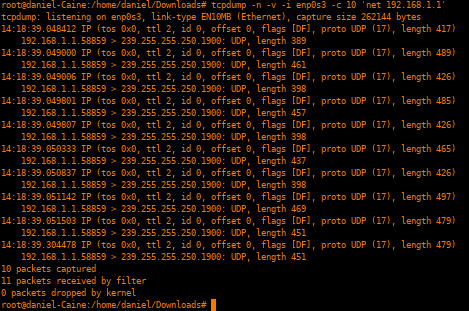 root@daniel-Caine:/home/daniel/Downloads# tcpdump -n -v -i enp0s3 -c 10 'net 192.168.1.1'
tcpdump: listening on enp0s3, link-type EN10MB (Ethernet), capture size 262144 bytes
14:18:39.048412 IP (tos 0x0, ttl 2, id 0, offset 0, flags [DF], proto UDP (17), length 417)
    192.168.1.1.58859 > 239.255.255.250.1900: UDP, length 389
14:18:39.049000 IP (tos 0x0, ttl 2, id 0, offset 0, flags [DF], proto UDP (17), length 489)
    192.168.1.1.58859 > 239.255.255.250.1900: UDP, length 461
14:18:39.049006 IP (tos 0x0, ttl 2, id 0, offset 0, flags [DF], proto UDP (17), length 426)
    192.168.1.1.58859 > 239.255.255.250.1900: UDP, length 398
14:18:39.049801 IP (tos 0x0, ttl 2, id 0, offset 0, flags [DF], proto UDP (17), length 485)
    192.168.1.1.58859 > 239.255.255.250.1900: UDP, length 457
14:18:39.049807 IP (tos 0x0, ttl 2, id 0, offset 0, flags [DF], proto UDP (17), length 426)
    192.168.1.1.58859 > 239.255.255.250.1900: UDP, length 398
14:18:39.050333 IP (tos 0x0, ttl 2, id 0, offset 0, flags [DF], proto UDP (17), length 465)
    192.168.1.1.58859 > 239.255.255.250.1900: UDP, length 437
14:18:39.050837 IP (tos 0x0, ttl 2, id 0, offset 0, flags [DF], proto UDP (17), length 426)
    192.168.1.1.58859 > 239.255.255.250.1900: UDP, length 398
14:18:39.051142 IP (tos 0x0, ttl 2, id 0, offset 0, flags [DF], proto UDP (17), length 497)
    192.168.1.1.58859 > 239.255.255.250.1900: UDP, length 469
14:18:39.051503 IP (tos 0x0, ttl 2, id 0, offset 0, flags [DF], proto UDP (17), length 479)
    192.168.1.1.58859 > 239.255.255.250.1900: UDP, length 451
14:18:39.304478 IP (tos 0x0, ttl 2, id 0, offset 0, flags [DF], proto UDP (17), length 479)
    192.168.1.1.58859 > 239.255.255.250.1900: UDP, length 451
10 packets captured
11 packets received by filter
0 packets dropped by kernel
root@daniel-Caine:/home/daniel/Downloads#